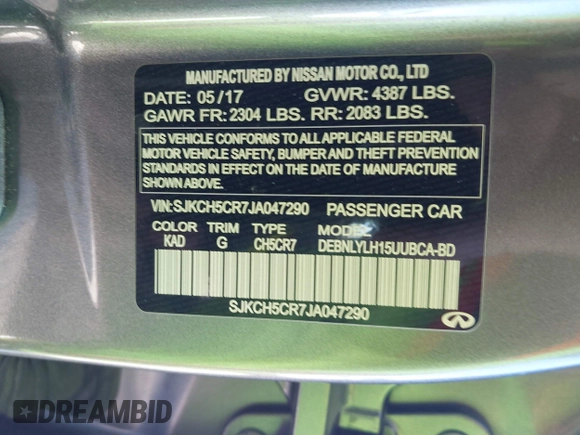 MANUFACTURED BY NISSAN MOTOR CO., LTD
DATE: 05/17 GVWR: 4387 LBS.
GAWR FR: 2304 LBS. RR: 2083 LBS.
THIS VEHICLE CONFORMS TO ALL APPLICABLE FEDERAL
MOTOR VEHICLE SAFETY, BUMPER AND THEFT PREVENTION
STANDARDS IN EFFECT ON THE DATE OF MANUFACTURE
SHOWN ABOVE.
VIN:SJKCH5CR7JA047290 PASSENGER CAR
COLOR TRIM TYPE MODEL
KAD G CH5CR7 DEBNLYLH15UUBCA-BD
SJKCH5CR7JA047290
DREAMBID